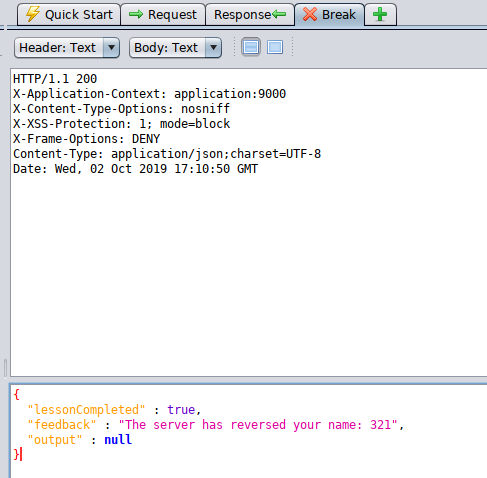 Quick Start Request Response Break
Header: Text Body: Text
HTTP/1.1 200
X-Application-Context: application:9000
X-Content-Type-Options: nosniff
X-XSS-Protection: 1; mode=block
X-Frame-Options: DENY
Content-Type: application/json;charset=UTF-8
Date: Wed, 02 Oct 2019 17:10:50 GMT
{
"lessonCompleted" : true,
"feedback" : "The server has reversed your name: 321",
"output" : null
}